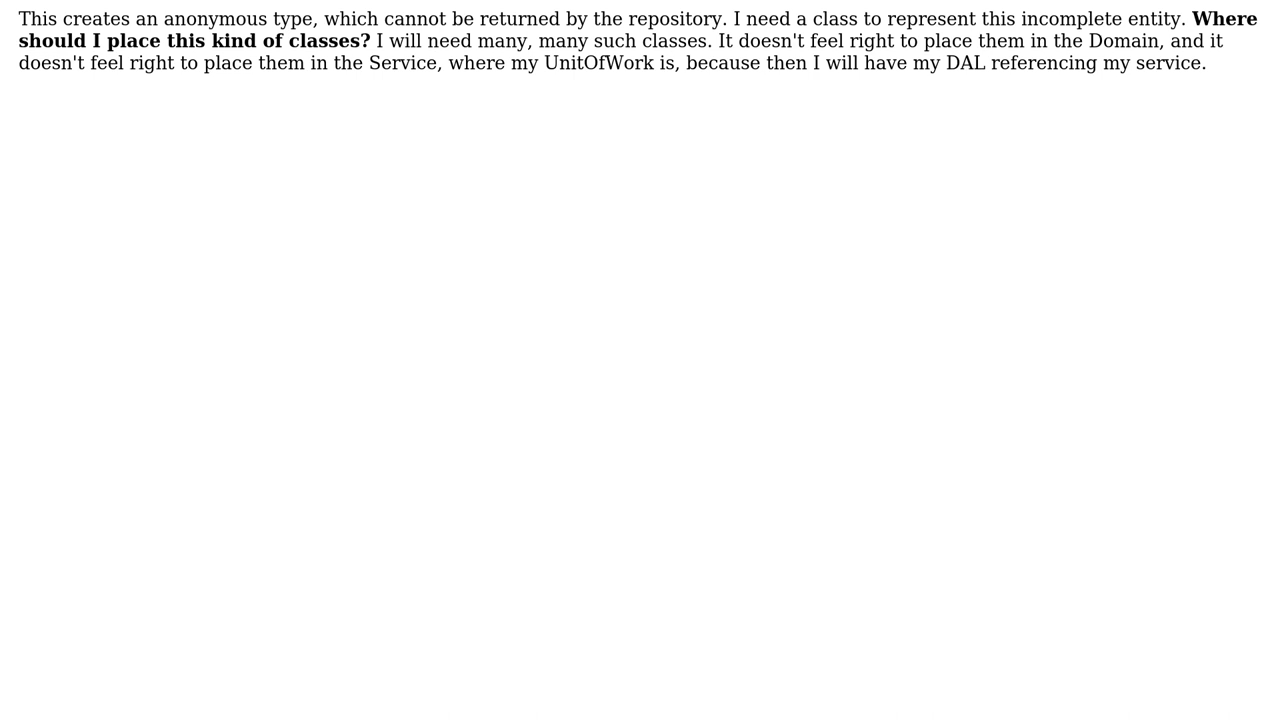 This creates an anonymous type, which cannot be returned by the repository. I need a class to represent this incomplete entity. Where
should I place this kind of classes? I will need many, many such classes. It doesn't feel right to place them in the Domain, and it
doesn't feel right to place them in the Service, where my UnitOfWork is, because then I will have my DAL referencing my service.